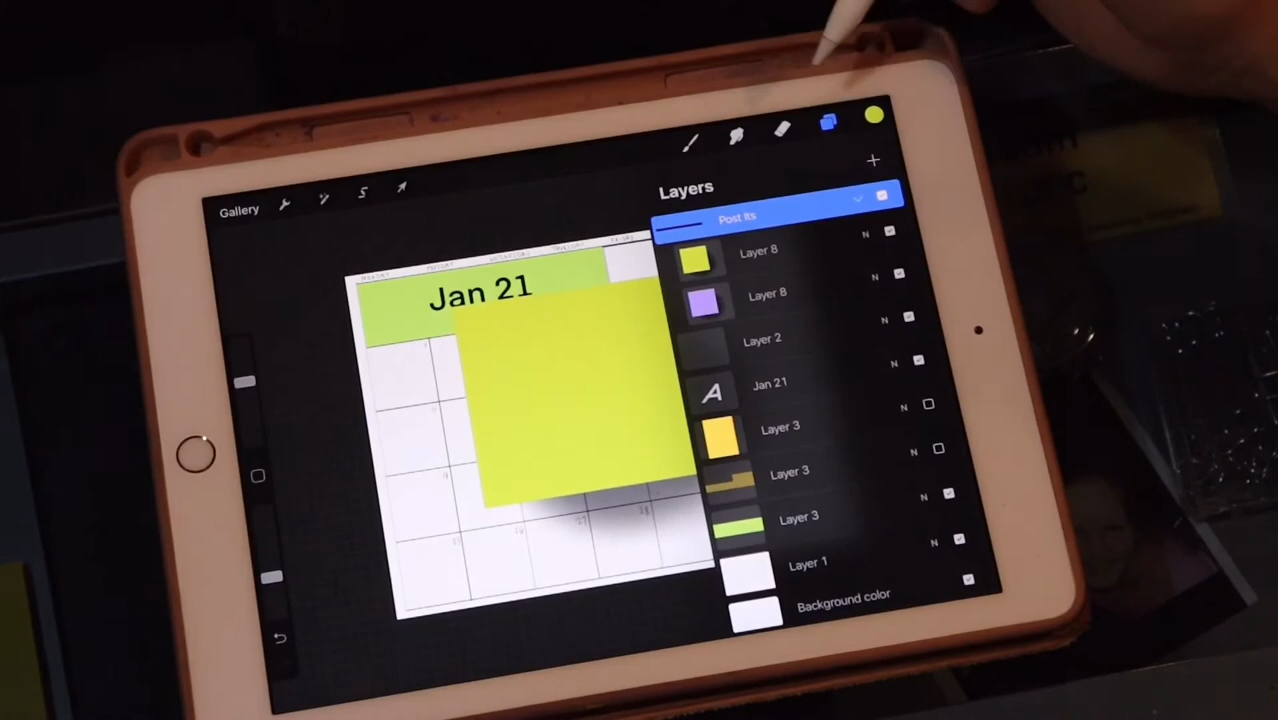 Gallery
S
Layers
Post Its
Layer 8 N
Layer 8 N
Layer 2 N
A Jan 21 N
Layer 3 N
Layer 3 N
Layer 3 N
Layer 1 N
Background color
Jan 21